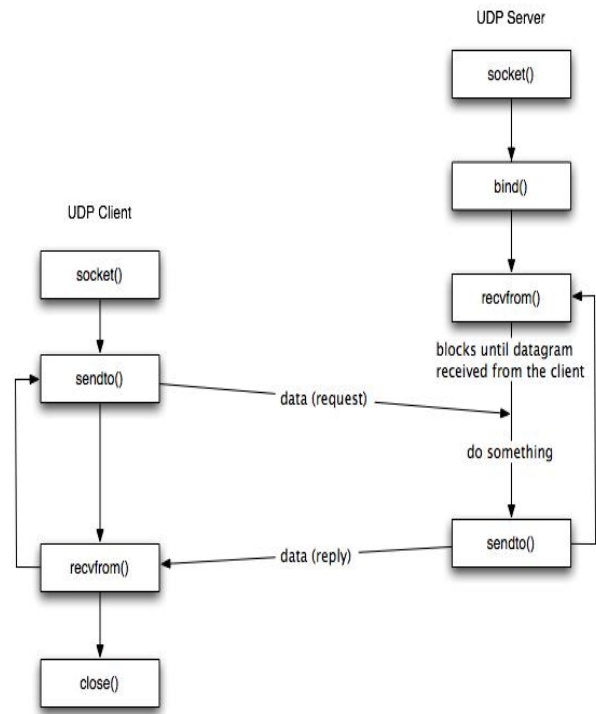 UDP Server
socket()
bind()
UDP Client
socket()
recvfrom()
blocks until datagram
received from the client
sendto()
data (request)
do something
sendto()
data (reply)
recvfrom()
close()